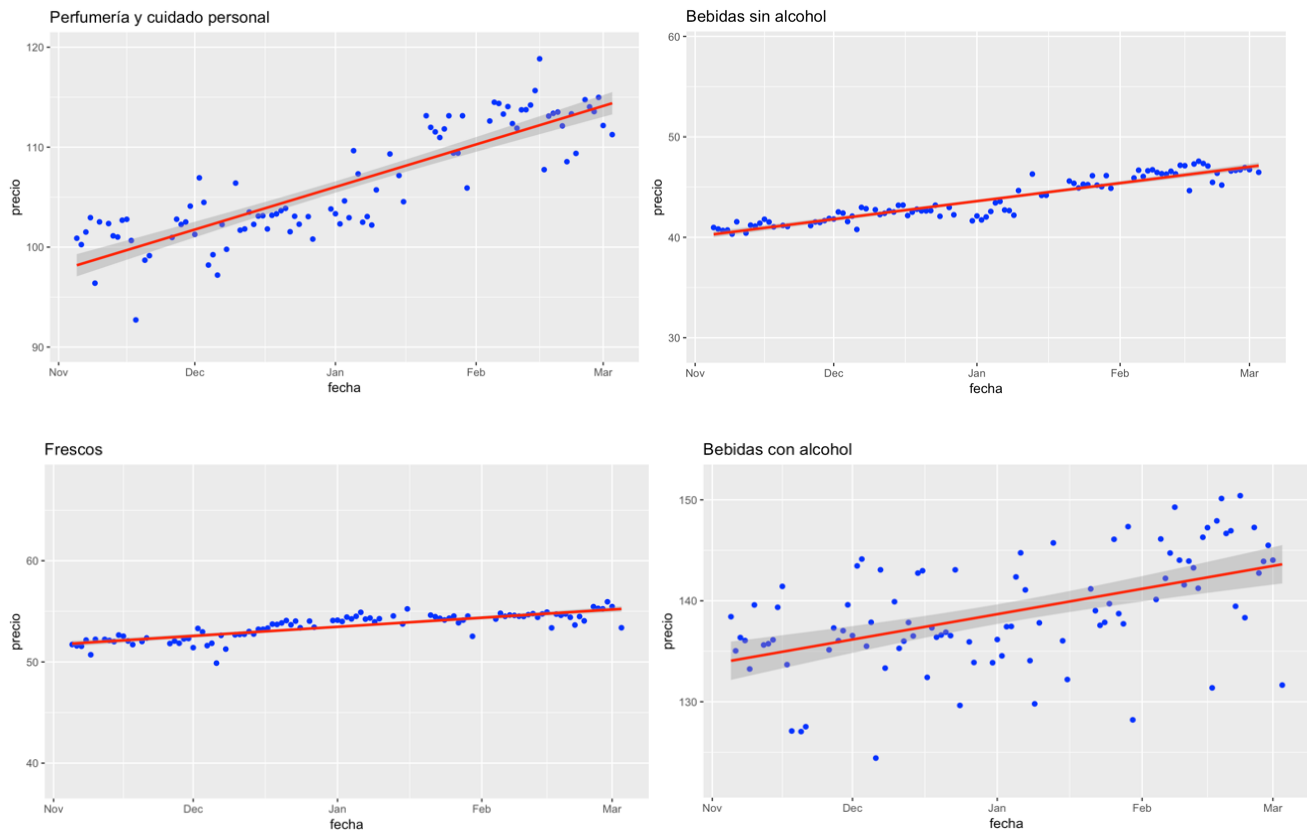 Perfumería y cuidado personal
120
110
100
90
precio
Nov Dec Jan Feb Mar
fecha
Bebidas sin alcohol
60
50
40
30
precio
Nov Dec Jan Feb Mar
fecha
Frescos
60
50
40
precio
Nov Dec Jan Feb Mar
fecha
Bebidas con alcohol
150
140
130
precio
Nov Dec Jan Feb Mar
fecha